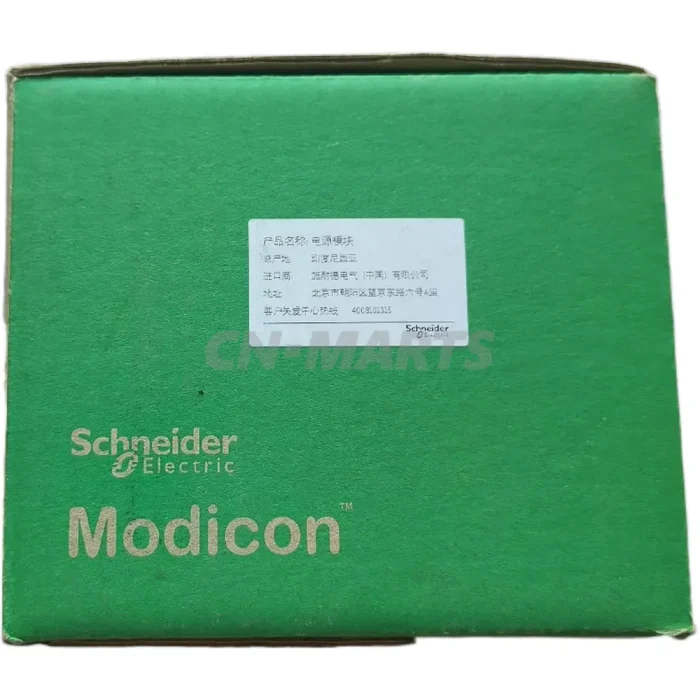 产品名称: 电源模块
原产地: 印度尼西亚
进口商: 施耐德电气（中国）有限公司
地址: 北京市朝阳区望京东路六号A座
客户关爱中心热线 4008101315
Schneider
Electric
CN-MARTS
Schneider
Electric
Modicon™